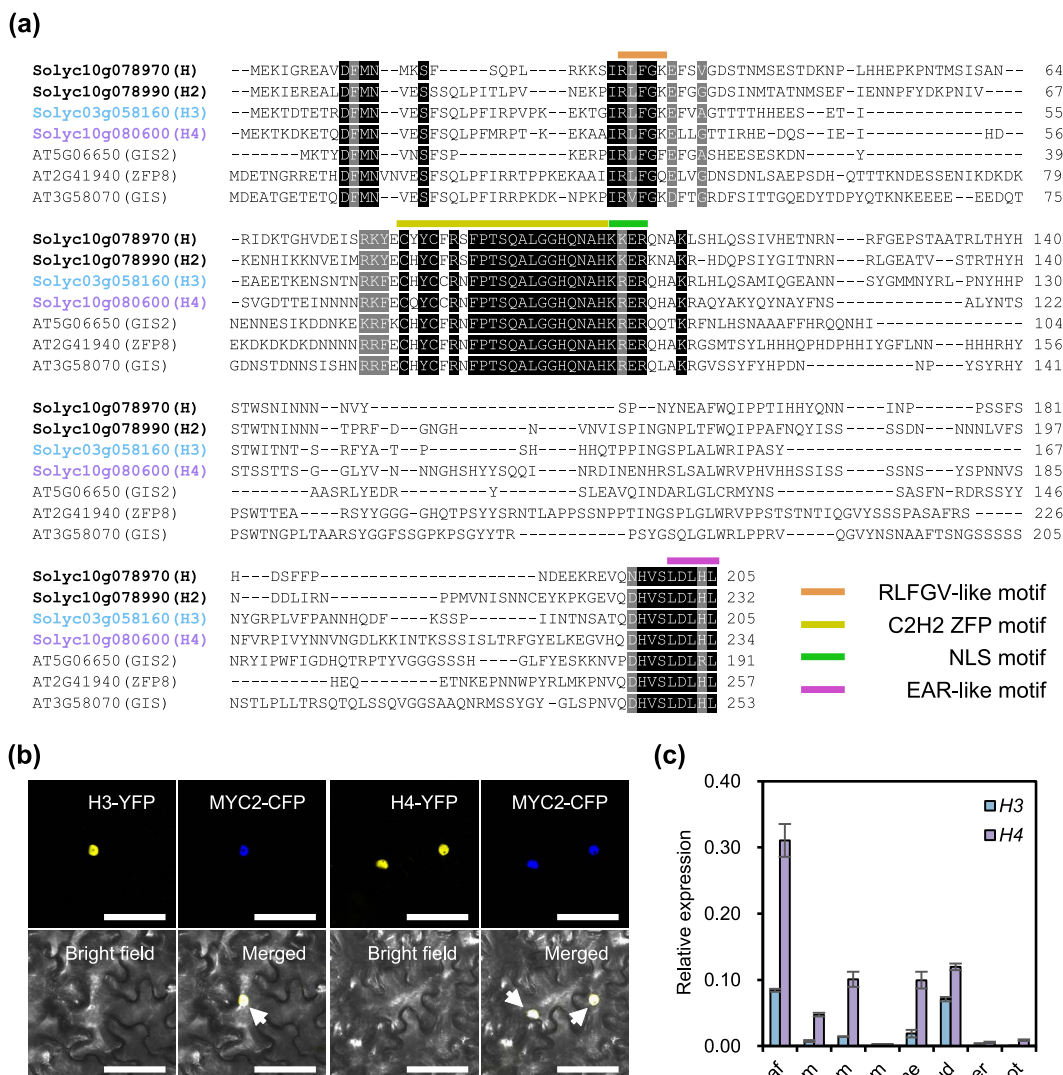 (a)
Solyc10g078970(H) --MEKIGREAVDFMN--MKSF-----SQPL---RKKSIRLFGKEFSVGDSTNMSESTDKNP-LHHEPKPNTMSISAN-- 64
Solyc10g078990(H2) --MEKIEREALDFMN--VESSSQLPITLPV---NEKPIRLFGKEFGGGDSINMTATNMSEF-IENNPFYDKPNIV---- 67
Solyc03g058160(H3) --MEKTDTETRDFMN--VESFSQLPFIRPVPK-EKTGIRLFGKEFAGTTTTHHEES--ET-I----------------- 55
Solyc10g080600(H4) --MEKTKDKETQDFMN--VESFSQLPFMRPT-K-EKAAIRLFGKELLGTTIRHE-DQS-IE-I-----------HD--- 56
AT5G06650(GIS2) -------MKTYDFMN--VNSFSP------KERPIRLFGFEFGASHEESESKDN-----Y-------------------- 39
AT2G41940(ZFP8) MDETNGRRETHDFMNVNVESFSQLPFIRRTPPKEKAAIRLFGQELVGDNSDNLSAEPSDH-QTTTKNDESSENIKDKDK 79
AT3G58070(GIS) MDEATGETETQDFMN--VESFSQLPFIRRPKDK-NPKPIRVFGKDFTGRDFSITTGQEDYTDPYQTKNKEEEE-EEDQT 75
Solyc10g078970(H) -RIDKTGHVDEISRKYECYYCFRSFPTSQALGGHQNAHKKERQNAKLSHLQSSIVHETNRN---RFGEPSTAATRLTHYH 140
Solyc10g078990(H2) -KENHIKKNVEIMRKYECHYCFRSFPTSQALGGHQNAHKKERKNAKR-HDQPSIYGITNRN---RLGEATV---STRTHYH 140
Solyc03g058160(H3) -EAEETKENSTNNRKFECHYCCRNFPTSQALGGHQNAHKRERQHAKRLHLQSAMIQGEANN----SYGMMNYRL-PNYHHP 130
Solyc10g080600(H4) -SVGDTTEINNNNRKFECQYCCRNFPTSQALGGHQNAHKRERQHAKRAQYAKYQYNAYFNS---------ALYNTS 122
AT5G06650(GIS2) NENNESIKDDNKEKRFKCHYCFRNFPTSQALGGHQNAHKRERQQTKRFNLHSNAAAFFHRQQNHI----------- 104
AT2G41940(ZFP8) EKDKDKDKDNNNNRRFECHYCFRNFPTSQALGGHQNAHKRERQHAKRGSMTSYLHHHQPHDPHHIYGFLNN---HHHHRHY 156
AT3G58070(GIS) GDNSTDNNSISHNRRFECHYCFRNFPTSQALGGHQNAHKRERQLAKRGVSSYFYHPDN--------NP---YSYRHY 141
Solyc10g078970(H) STWSNINNN--NVY---------------------SP--NYNEAFWQIPPTIHHYQNN---INP---PSSFS 181
Solyc10g078990(H2) STWTNINNN--TPRF-D--GNGH-----N---VNVISPINGNPLTFWQIPPAFNQYISS---SSDN--NNNLVFS 197
Solyc03g058160(H3) STWITNT--S-RFYA-T--P-----SH---HHQTPPINGSPLALWRIPASY------------------ 167
Solyc10g080600(H4) STSSTTS--G-GLYV-N--NNGHSHYYSQQI---NRDINENHRSLSALWRVPHVHHSSISS---SSNS--YSPNNVS 185
AT5G06650(GIS2) --------AASRLYEDR-----Y-----SLEAVQINDARLGLCRMYNS---------SASFN-RDRSSYY 146
AT2G41940(ZFP8) PSWTTEA---RSYYGGG-GHQTPSYYSRNTLAPPSSNPPTINGSPLGLWRVPPSTSTNTIQGVYSSSPASAFRS---- 226
AT3G58070(GIS) PSWTNGPLTAARSYGGFSSGPKPSGYYTR--------PSYGSQLGLWRLPPRV----QGVYNSNAAFTSNGSSSSS 205
Solyc10g078970(H) H---DSFFP-----------------NDEEKREVQNHVSLDLHL 205
Solyc10g078990(H2) N---DDLIRN--------PPMVNISNNCEYKPKGEVQDHVSLDLHL 232
Solyc03g058160(H3) NYGRPLVFPANNHQDF----KSSSP-----IINTNSATQDHVSLDLHL 205
Solyc10g080600(H4) NFVRPIVYNNVNGDLKKINTKSSSISLTRFGYELKEGVHQDHVSLDLHL 234
AT5G06650(GIS2) NRYIPWFIGDHQTRPTYVGGGSSSH---GLFYESKKNVPDHVSLDLRL 191
AT2G41940(ZFP8) ----------HEQ--------ETNKEPNNWPYRLMKPNVQDHVSLDLHL 257
AT3G58070(GIS) NSTLPLLTRSQTQLSSQVGGSAAQNRMSSYGY-GLSPNVQDHVSLDLHL 253
RLFGV-like motif
C2H2 ZFP motif
NLS motif
EAR-like motif
(b)
H3-YFP MYC2-CFP H4-YFP MYC2-CFP
Bright field Merged Bright field Merged
(c)
Relative expression
0.40
0.30
0.20
0.10
0.00
H3
H4